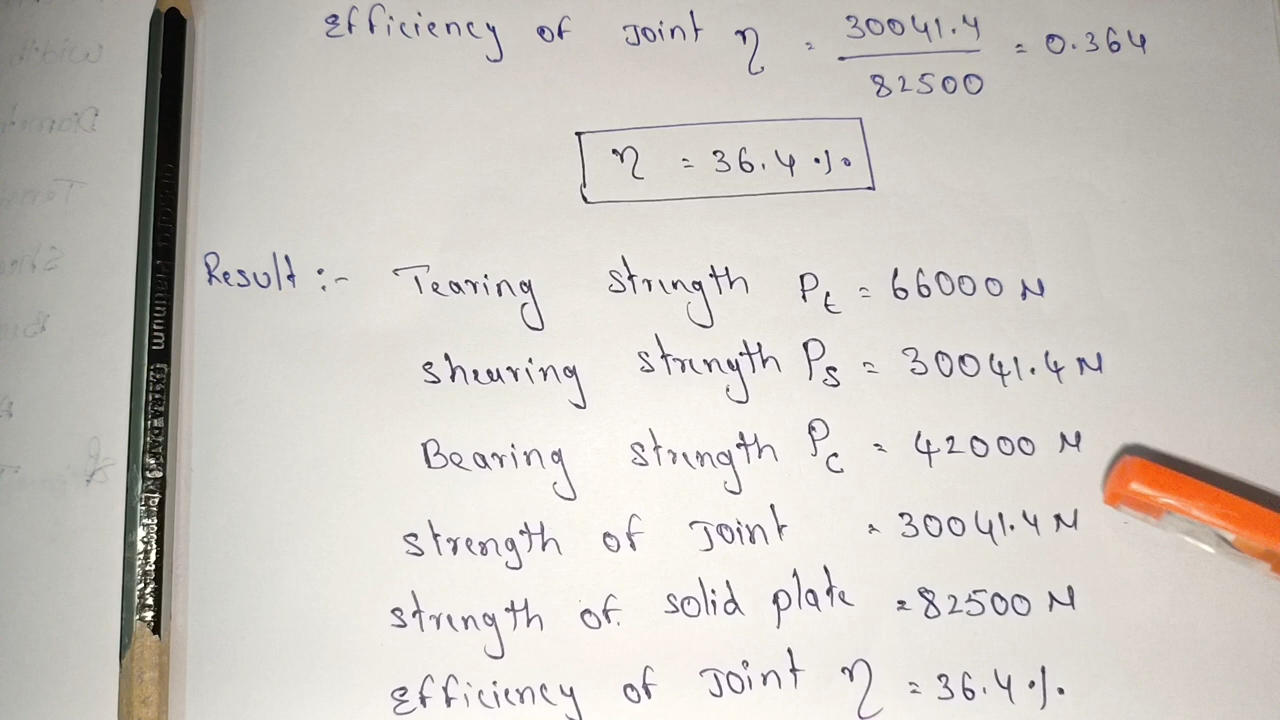 Efficiency of Joint η = 30041.4 / 82500 = 0.364
η = 36.4 %
Result :- Tearing strength Pt = 66000 N
Shearing strength Ps = 30041.4 N
Bearing strength Pc = 42000 N
strength of Joint = 30041.4 N
strength of solid plate = 82500 N
Efficiency of Joint η = 36.4 %.
Platinum